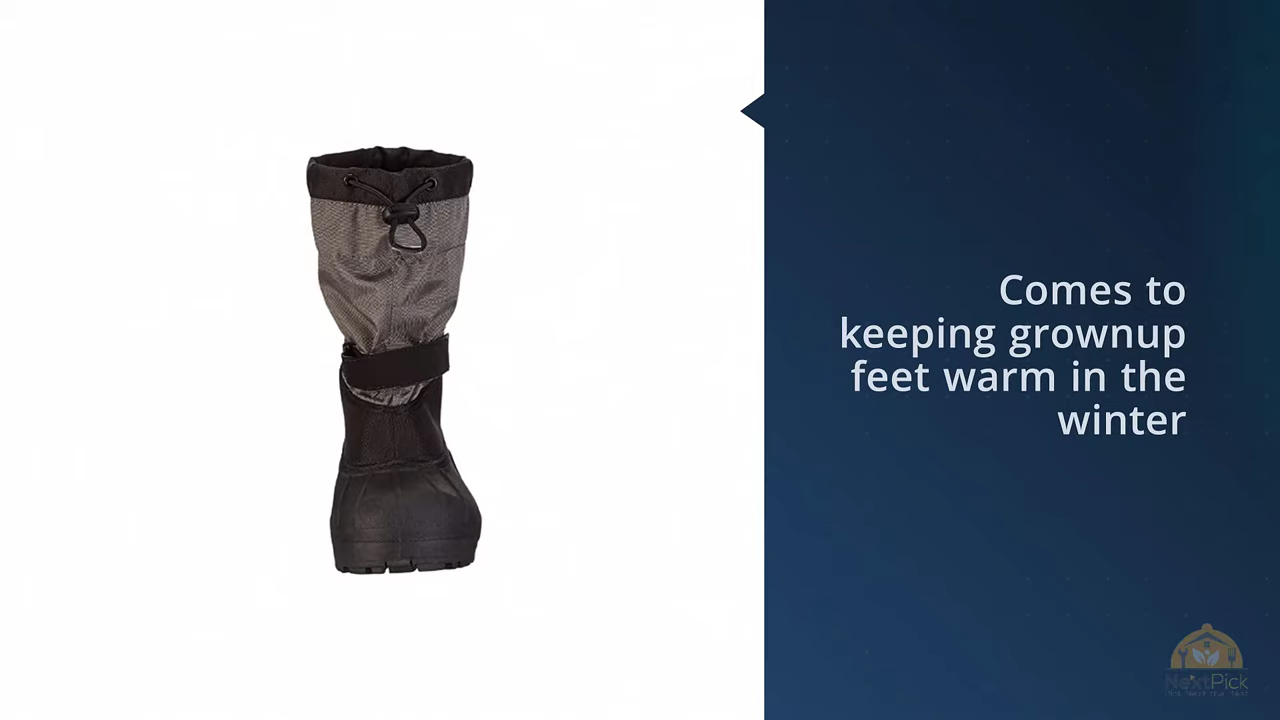 Comes to
keeping grownup
feet warm in the
winter
NextPick